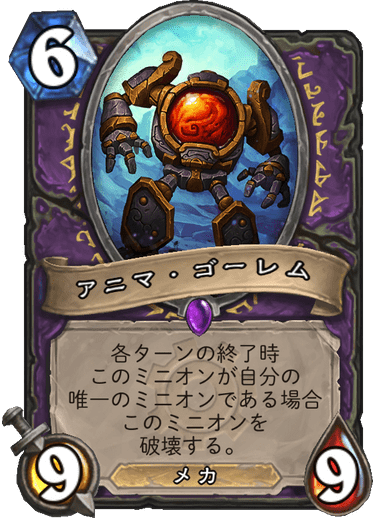 6
アニマ・ゴーレム
各ターンの終了時
このミニオンが自分の
唯一のミニオンである場合
このミニオンを
破壊する。
メカ
9
9